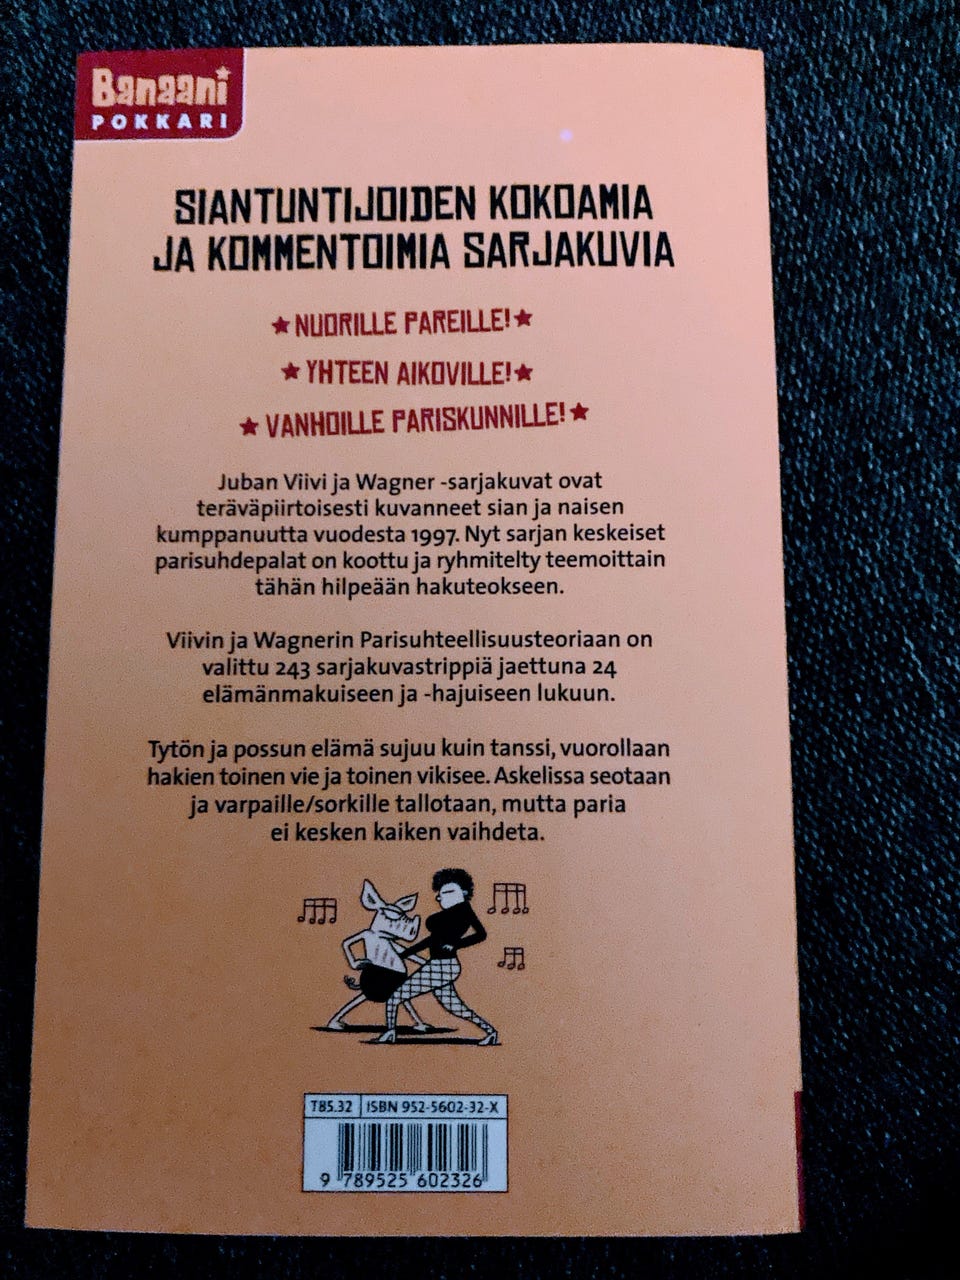 Banaani
POKKARI
SIANTUNTIJOIDEN KOKOAMIA
JA KOMMENTOIMIA SARJAKUVIA
★NUORILLE PAREILLE!★
★YHTEEN AIKOVILLE!★
★VANHOILLE PARISKUNNILLE!★
Juban Viivi ja Wagner -sarjakuvat ovat
teräväpiirtoisesti kuvanneet sian ja naisen
kumppanuutta vuodesta 1997. Nyt sarjan keskeiset
parisuhdepalat on koottu ja ryhmitelty teemoittain
tähän hilpeään hakuteokseen.
Viivin ja Wagnerin Parisuhteellisuusteoriaan on
valittu 243 sarjakuvastrippiä jaettuna 24
elämänmakuiseen ja -hajuiseen lukuun.
Tytön ja possun elämä sujuu kuin tanssi, vuorollaan
hakien toinen vie ja toinen vikisee. Askelissa seotaan
ja varpaille/sorkille tallotaan, mutta paria
ei kesken kaiken vaihdeta.
T85.32 ISBN 952-5602-32-X
9 789525 602326